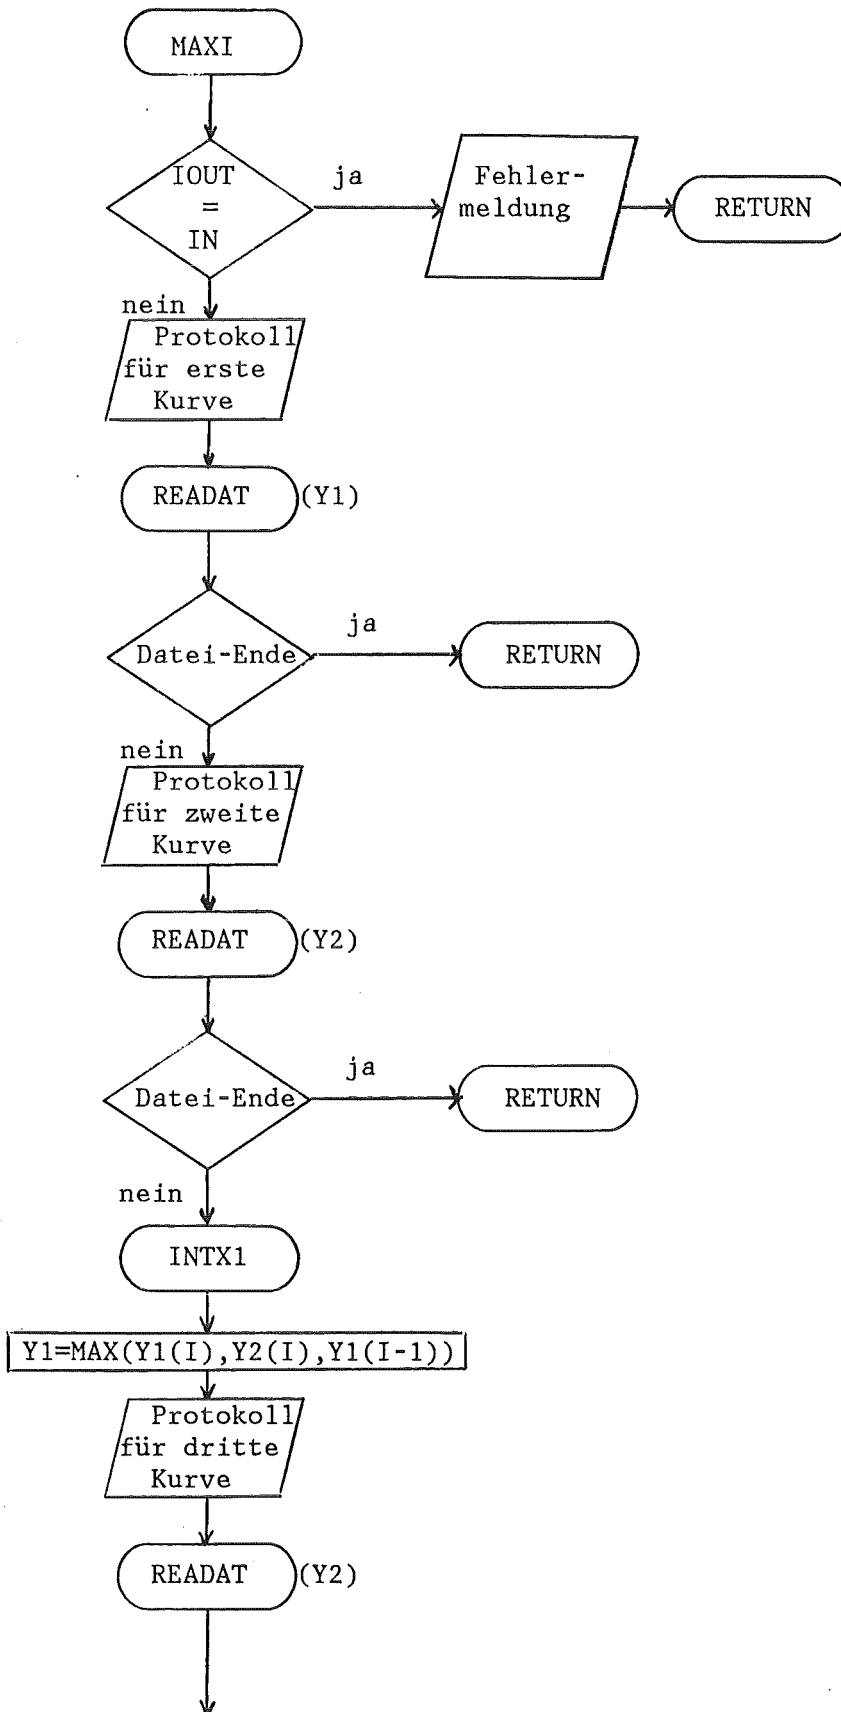 MAXI
IOUT
=
IN
ja
Fehler-
meldung
RETURN
nein
Protokoll
für erste
Kurve
READAT (Y1)
Datei-Ende
ja
RETURN
nein
Protokoll
für zweite
Kurve
READAT (Y2)
Datei-Ende
ja
RETURN
nein
INTX1
Y1=MAX(Y1(I),Y2(I),Y1(I-1))
Protokoll
für dritte
Kurve
READAT (Y2)